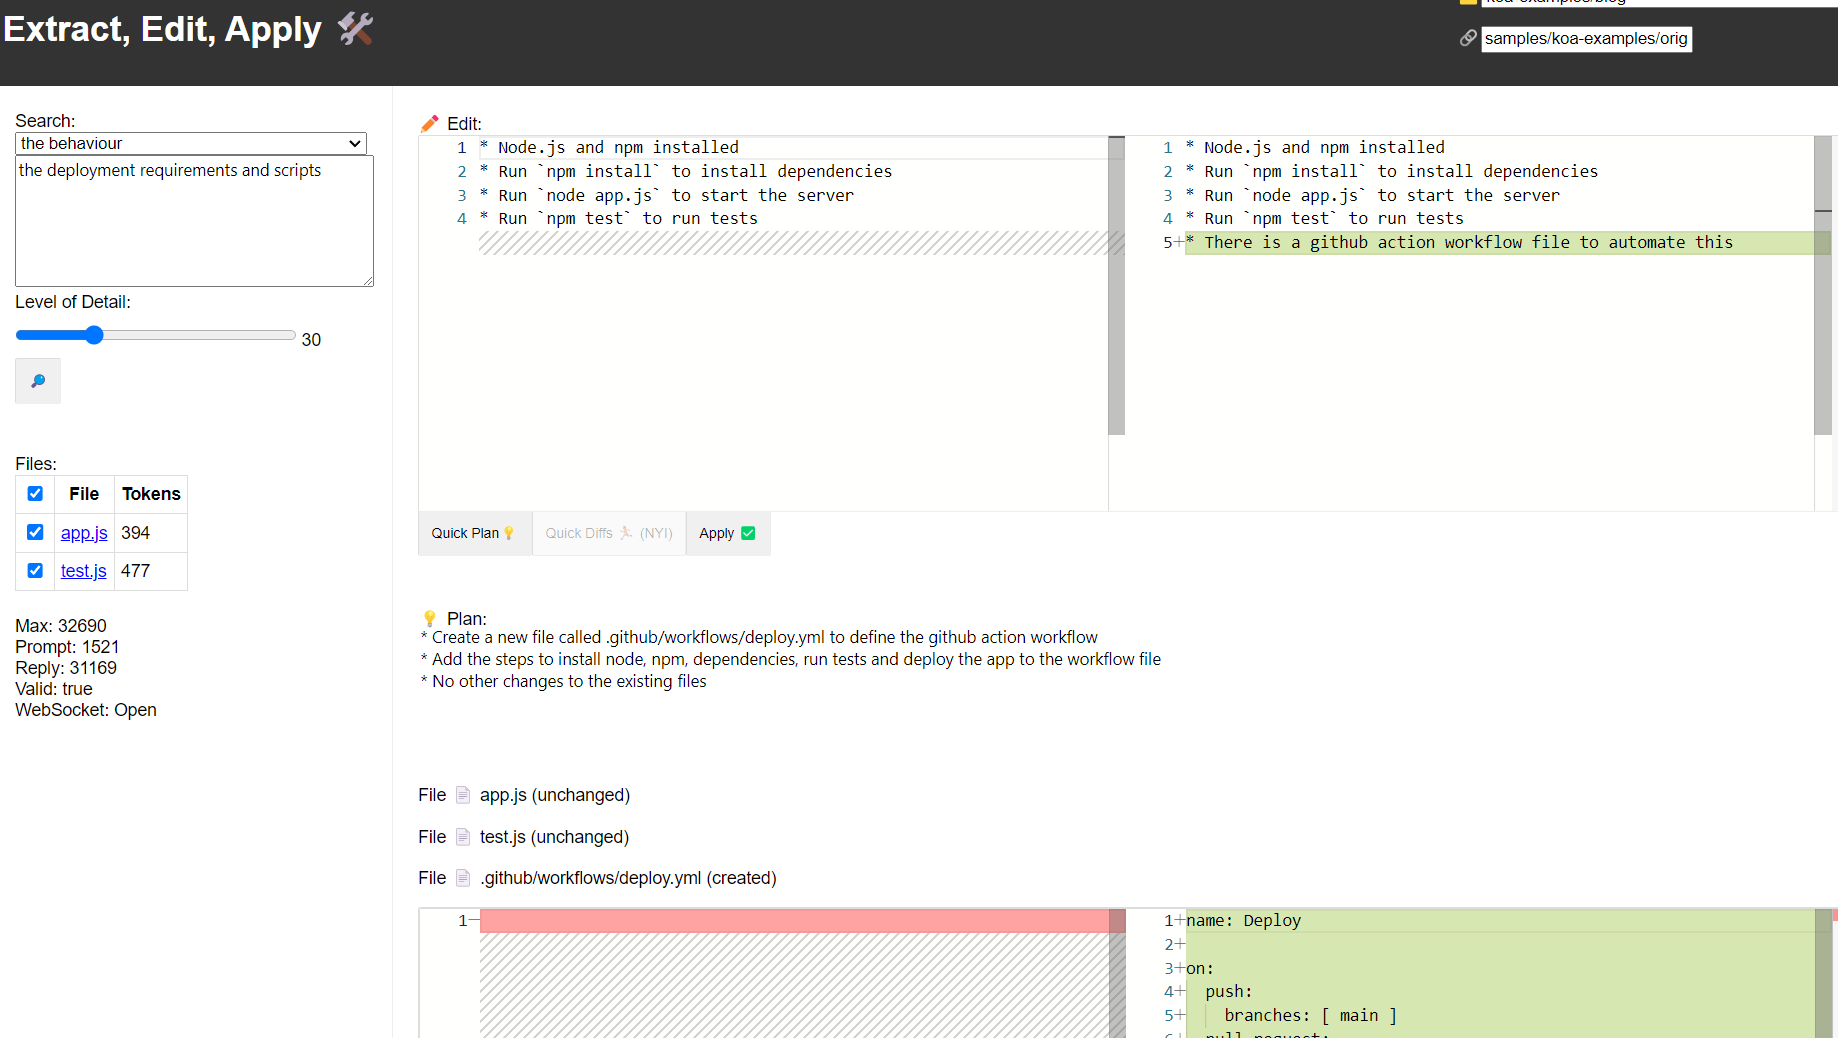 Extract, Edit, Apply
koa-examples/blog
samples/koa-examples/orig
Search:
the behaviour
the deployment requirements and scripts
Level of Detail:
30
Files:
File Tokens
app.js 394
test.js 477
Max: 32690
Prompt: 1521
Reply: 31169
Valid: true
WebSocket: Open
Edit:
1 * Node.js and npm installed
2 * Run `npm install` to install dependencies
3 * Run `node app.js` to start the server
4 * Run `npm test` to run tests
1 * Node.js and npm installed
2 * Run `npm install` to install dependencies
3 * Run `node app.js` to start the server
4 * Run `npm test` to run tests
5+* There is a github action workflow file to automate this
Quick Plan Quick Diffs (NYI) Apply
Plan:
* Create a new file called .github/workflows/deploy.yml to define the github action workflow
* Add the steps to install node, npm, dependencies, run tests and deploy the app to the workflow file
* No other changes to the existing files
File app.js (unchanged)
File test.js (unchanged)
File .github/workflows/deploy.yml (created)
1−
1+name: Deploy
2+
3+on:
4+  push:
5+    branches: [ main ]
6+  pull_request: